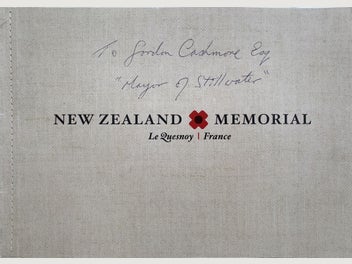 To Gordon Cashmore Esq
"Mayor of Stillwater"
NEW ZEALAND MEMORIAL
Le Quesnoy | France